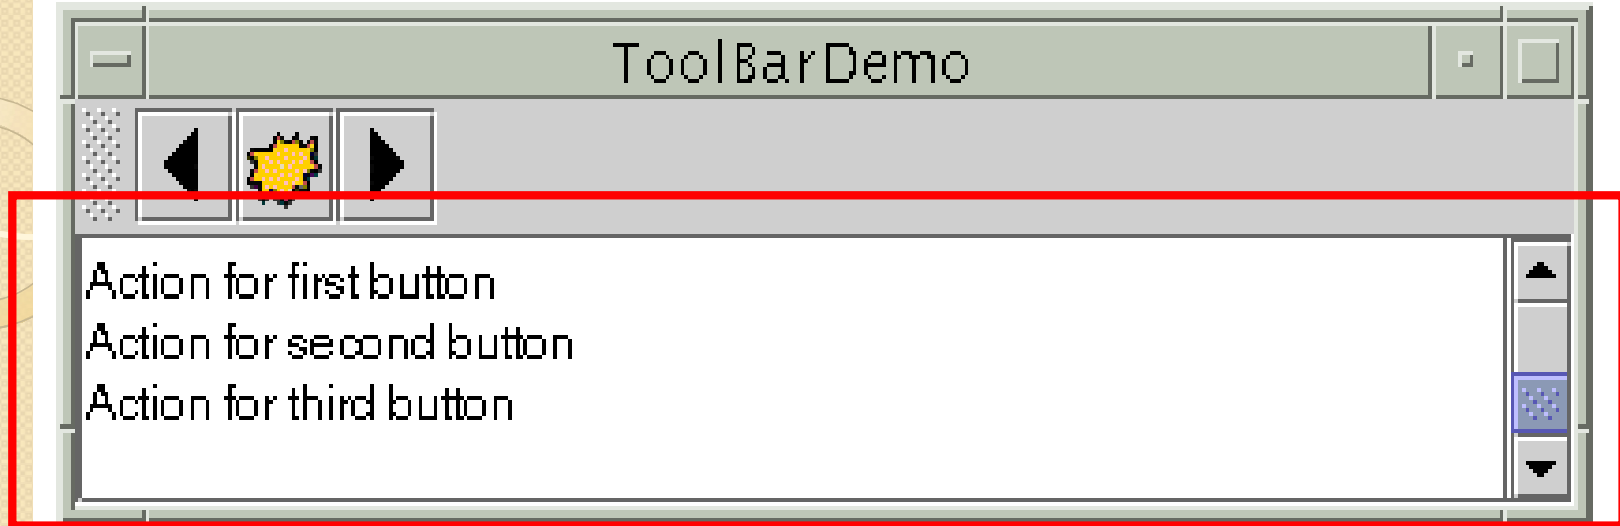 ToolBarDemo
Action for first button
Action for second button
Action for third button